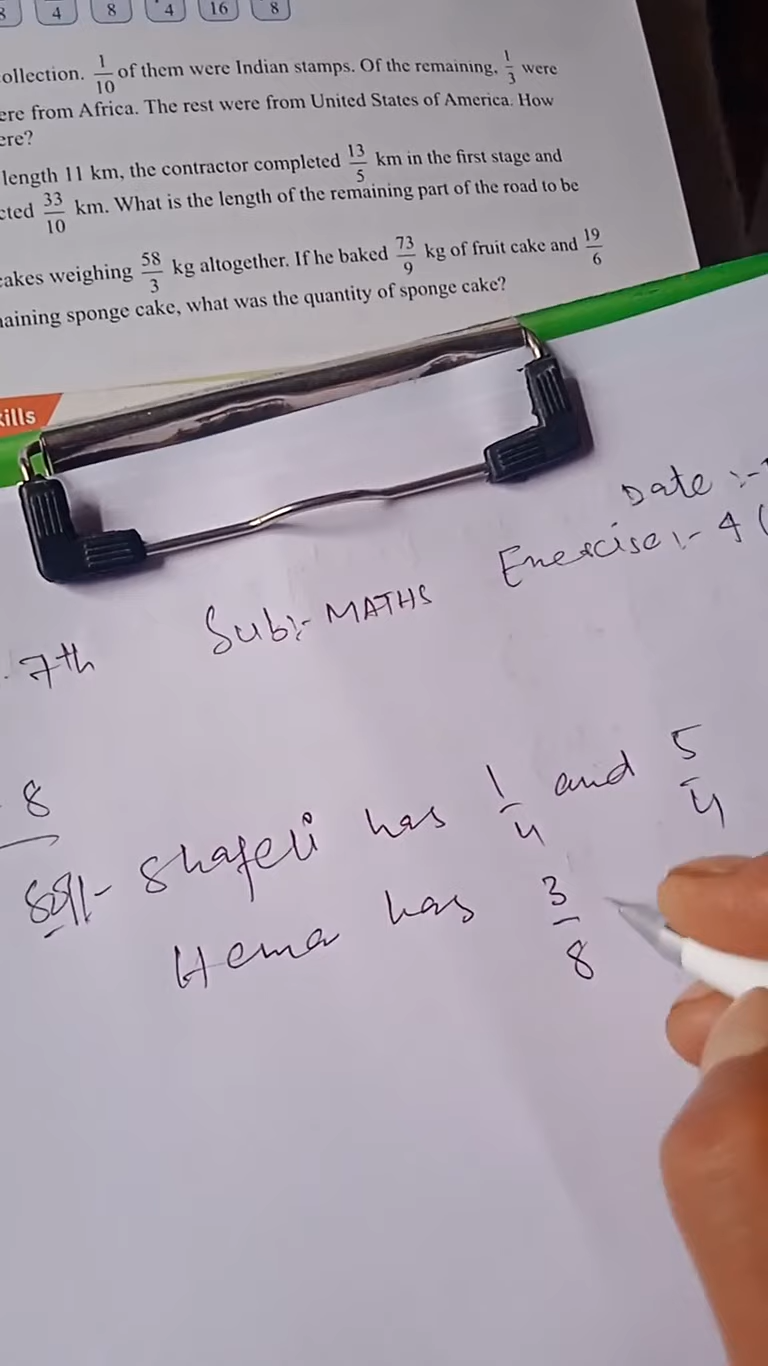 8 4 8 4 16 8
ollection. 1/10 of them were Indian stamps. Of the remaining, 1/3 were
ere from Africa. The rest were from United States of America. How
ere?
length 11 km, the contractor completed 13/5 km in the first stage and
cted 33/10 km. What is the length of the remaining part of the road to be
cakes weighing 58/3 kg altogether. If he baked 73/9 kg of fruit cake and 19/6
naining sponge cake, what was the quantity of sponge cake?
kills
Date :-
7th Sub:- MATHS Exercise :- 4 (
8
Sol- Shafeli has 1/4 and 5/4
Hema has 3/8